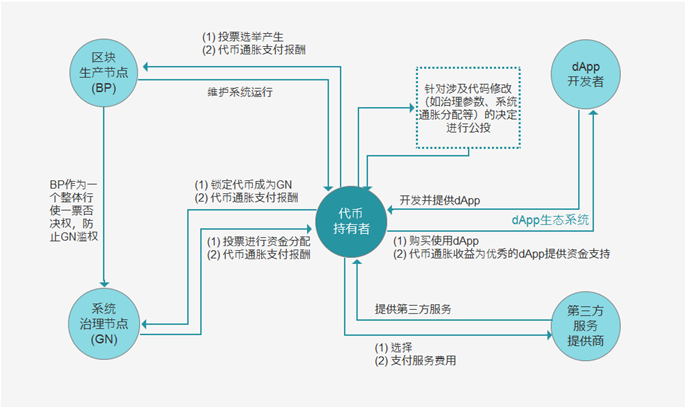 区块
生产节点
(BP)
(1) 投票选举产生
(2) 代币通胀支付报酬
维护系统运行
针对涉及代码修改
（如治理参数、系统
通胀分配等）的决定
进行公投
dApp
开发者
BP作为一
个整体行
使一票否
决权，防
止GN滥权
(1) 锁定代币成为GN
(2) 代币通胀支付报酬
代币
持有者
开发并提供dApp
dApp生态系统
(1) 投票进行资金分配
(2) 代币通胀支付报酬
(1) 购买使用dApp
(2) 代币通胀收益为优秀的dApp提供资金支持
系统
治理节点
(GN)
提供第三方服务
(1) 选择
(2) 支付服务费用
第三方
服务
提供商